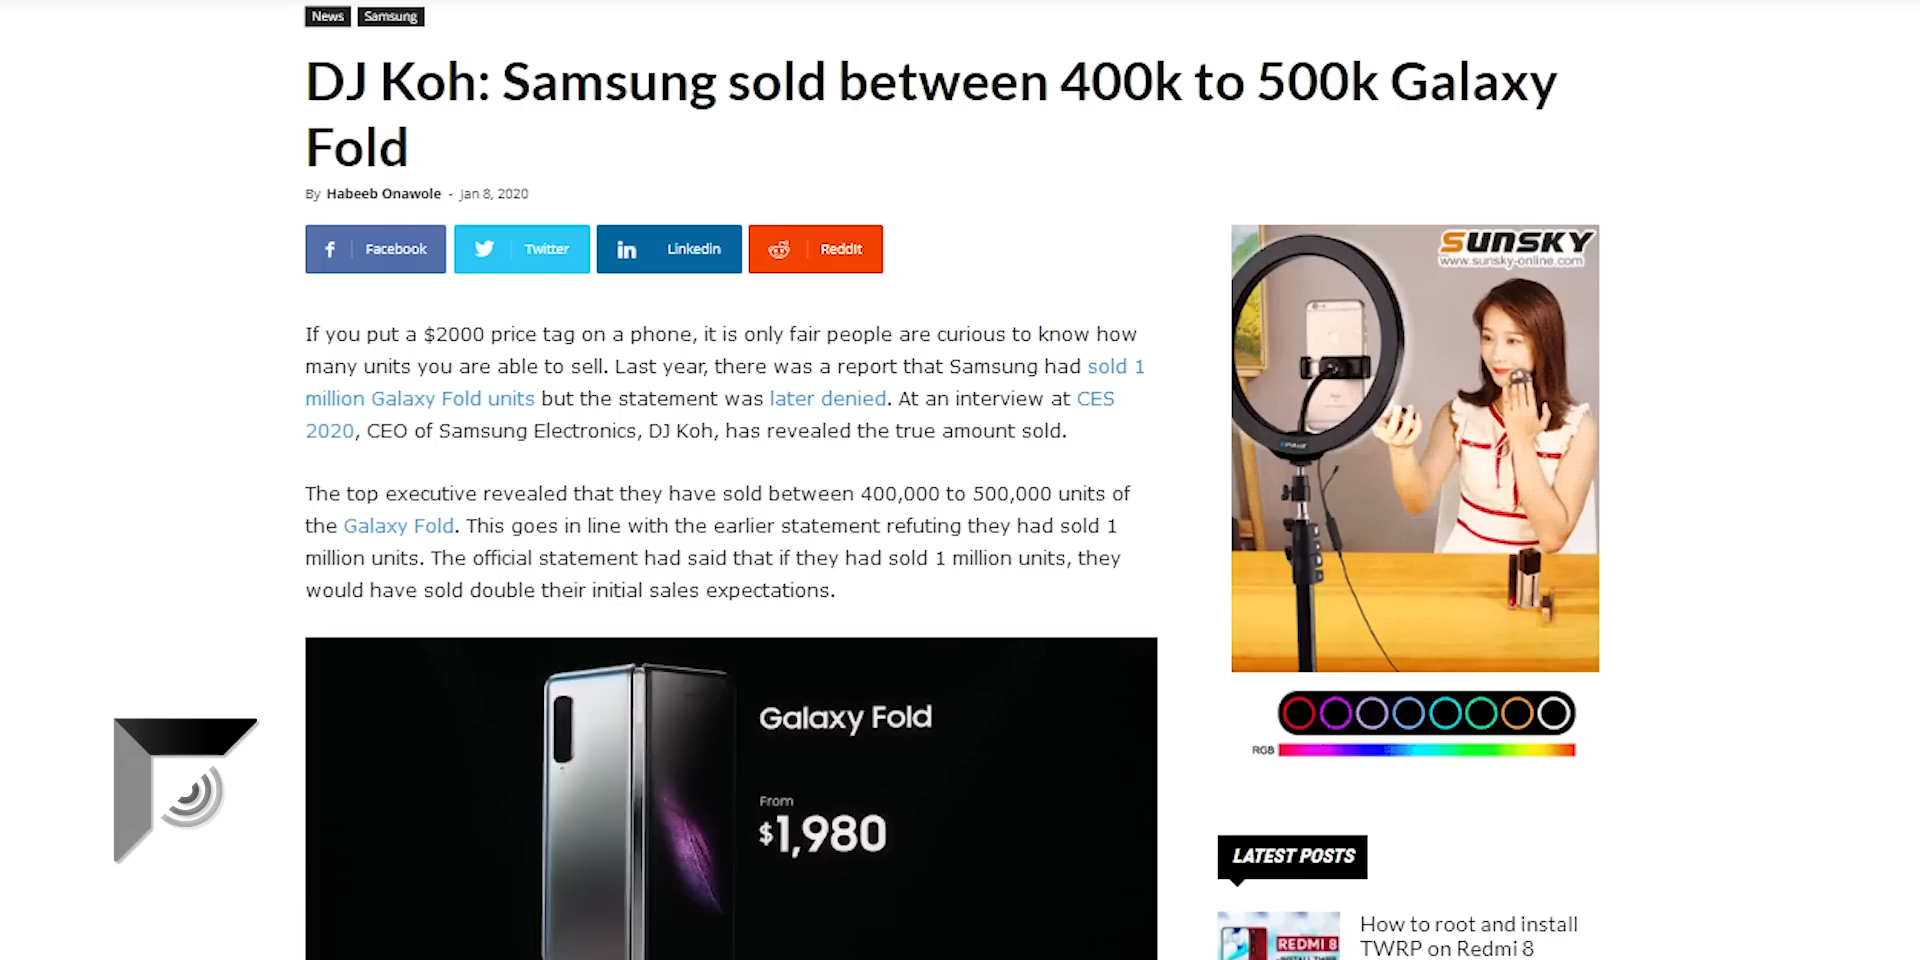 News Samsung
DJ Koh: Samsung sold between 400k to 500k Galaxy
Fold
By Habeeb Onawole - Jan 8, 2020
Facebook Twitter Linkedin ReddIt
If you put a $2000 price tag on a phone, it is only fair people are curious to know how
many units you are able to sell. Last year, there was a report that Samsung had sold 1
million Galaxy Fold units but the statement was later denied. At an interview at CES
2020, CEO of Samsung Electronics, DJ Koh, has revealed the true amount sold.
The top executive revealed that they have sold between 400,000 to 500,000 units of
the Galaxy Fold. This goes in line with the earlier statement refuting they had sold 1
million units. The official statement had said that if they had sold 1 million units, they
would have sold double their initial sales expectations.
Galaxy Fold
From
$1,980
SUNSKY
www.sunsky-online.com
RGB
LATEST POSTS
How to root and install
TWRP on Redmi 8
REDMI 8